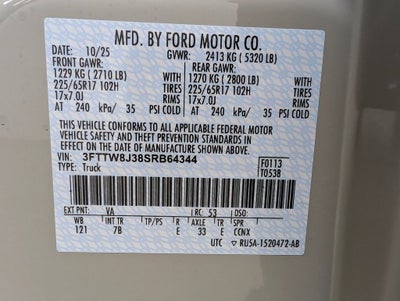 MFD. BY FORD MOTOR CO.
DATE: 10/25 GVWR: 2413 KG ( 5320 LB)
FRONT GAWR: REAR GAWR:
1229 KG ( 2710 LB) 1270 KG ( 2800 LB)
225/65R17 102H TIRES 225/65R17 102H TIRES
17x7.0J RIMS 17x7.0J RIMS
AT 240 kPa/ 35 PSI COLD AT 240 kPa/ 35 PSI COLD
THIS VEHICLE CONFORMS TO ALL APPLICABLE FEDERAL MOTOR
VEHICLE SAFETY AND THEFT PREVENTION STANDARDS IN
EFFECT ON THE DATE OF MANUFACTURE SHOWN ABOVE.
VIN: 3FTTW8J38SRB64344 F0113
TYPE: Truck T0538
EXT PNT: VA RC: 53 DSO:
WB INT TR TP/PS R AXLE TR SP
121 7B E 33 E CCNX
UTC RU5A-1520472-AB